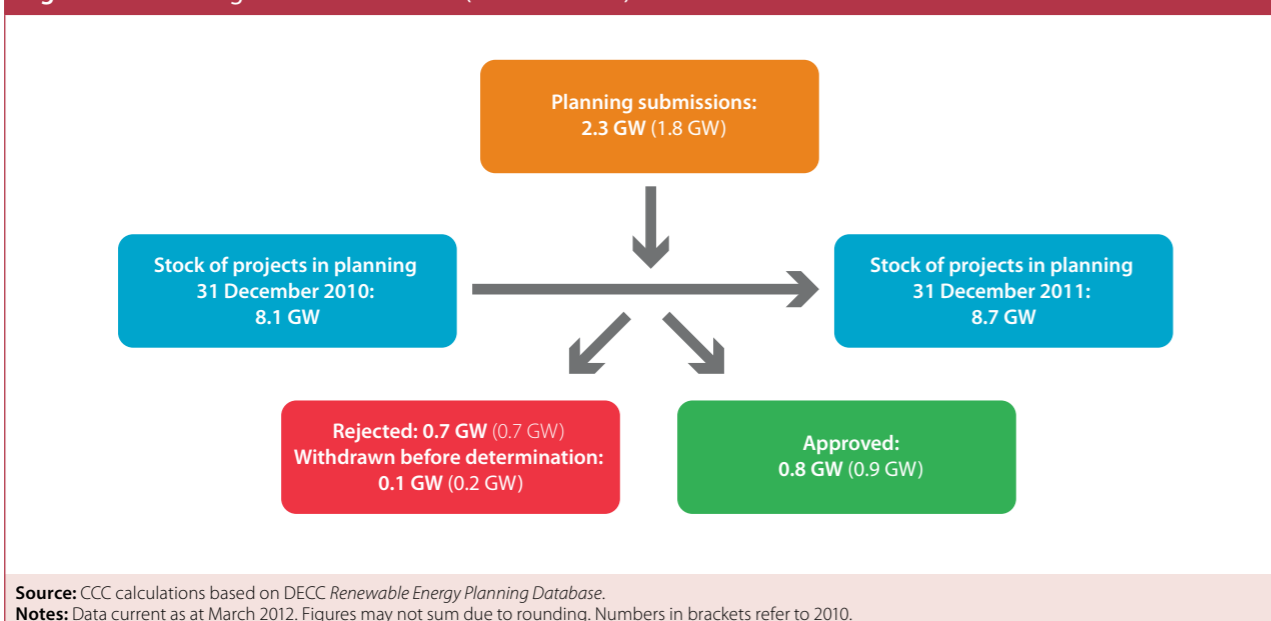 Planning submissions:
2.3 GW (1.8 GW)
Stock of projects in planning
31 December 2010:
8.1 GW
Stock of projects in planning
31 December 2011:
8.7 GW
Rejected: 0.7 GW (0.7 GW)
Withdrawn before determination:
0.1 GW (0.2 GW)
Approved:
0.8 GW (0.9 GW)
Source: CCC calculations based on DECC Renewable Energy Planning Database.
Notes: Data current as at March 2012. Figures may not sum due to rounding. Numbers in brackets refer to 2010.